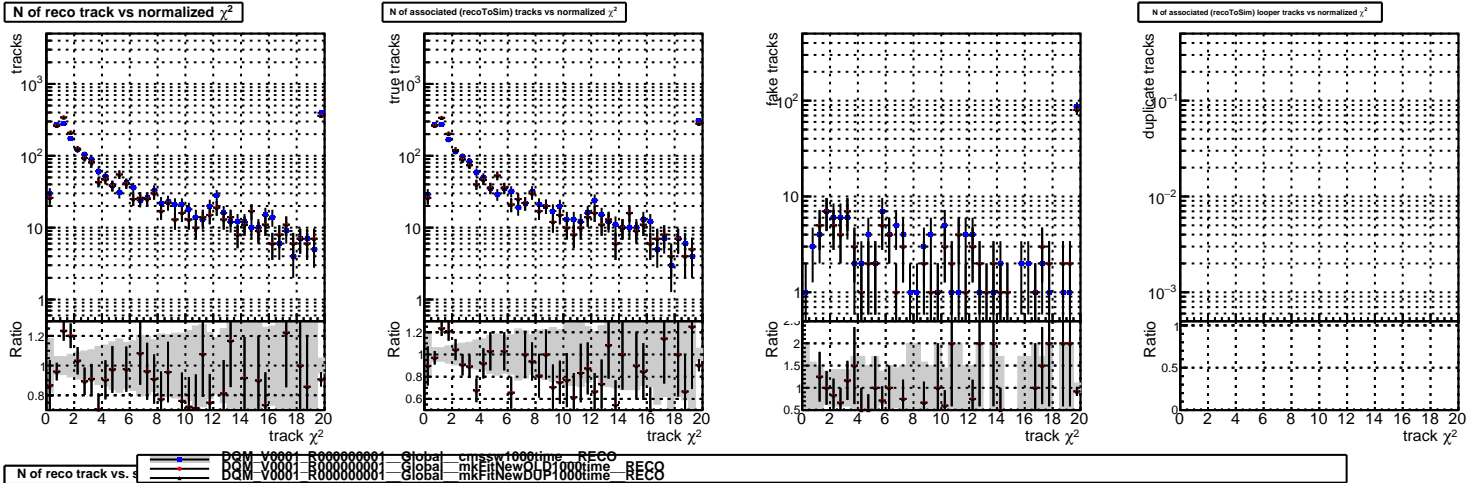 N of reco track vs normalized χ²
N of associated (recoToSim) tracks vs normalized χ²
N of associated (recoToSim) looper tracks vs normalized χ²
tracks
10³
10²
10
1
Ratio
1.2
1.0
0.8
0 2 4 6 8 10 12 14 16 18 20
track χ²
true tracks
10³
10²
10
1
Ratio
1.2
1.0
0.8
0.6
0 2 4 6 8 10 12 14 16 18 20
track χ²
fake tracks
10²
10
1
Ratio
2.5
2
1.5
1
0.5
0 2 4 6 8 10 12 14 16 18 20
track χ²
duplicate tracks
10⁻¹
10⁻²
10⁻³
Ratio
1
0.5
0
0 2 4 6 8 10 12 14 16 18 20
track χ²
N of reco track vs. s
DQM_V0001_R000000001__Global__cmssw1000time__RECO
DQM_V0001_R000000001__Global__mkFitNewOLD1000time__RECO
DQM_V0001_R000000001__Global__mkFitNewDUP1000time__RECO